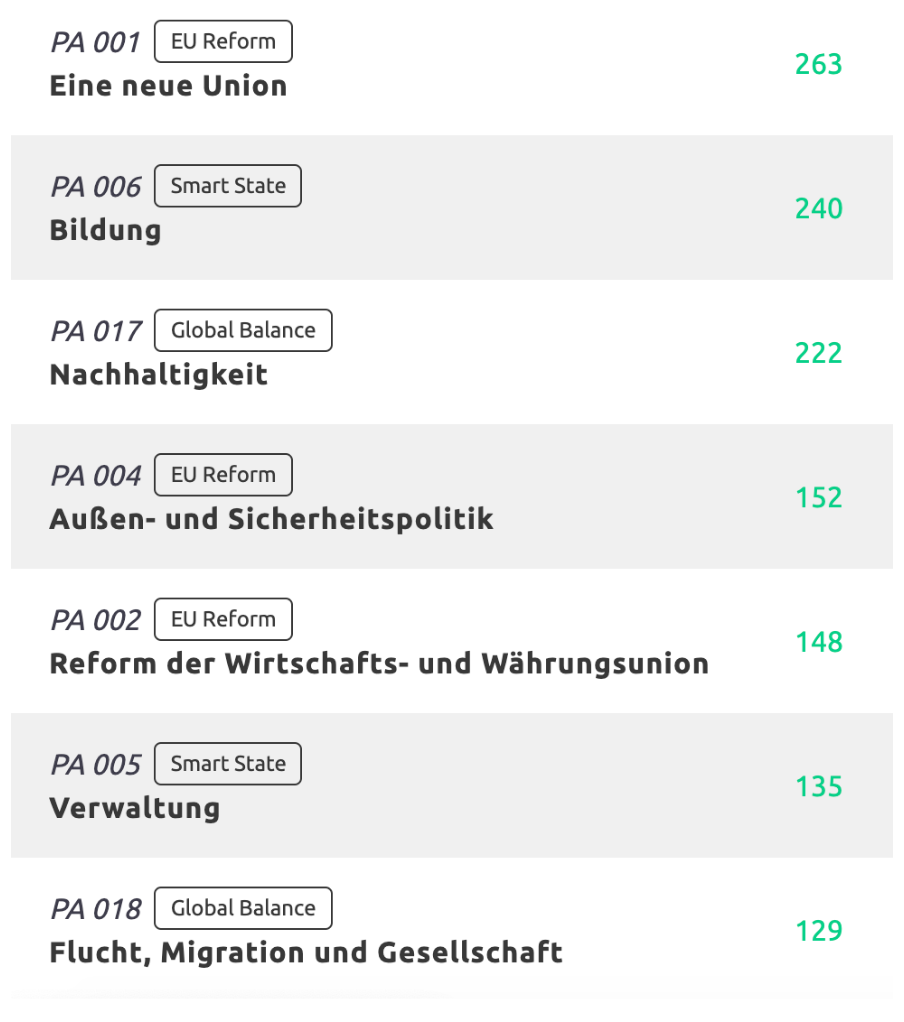 PA 001 EU Reform
Eine neue Union
263
PA 006 Smart State
Bildung
240
PA 017 Global Balance
Nachhaltigkeit
222
PA 004 EU Reform
Außen- und Sicherheitspolitik
152
PA 002 EU Reform
Reform der Wirtschafts- und Währungsunion
148
PA 005 Smart State
Verwaltung
135
PA 018 Global Balance
Flucht, Migration und Gesellschaft
129